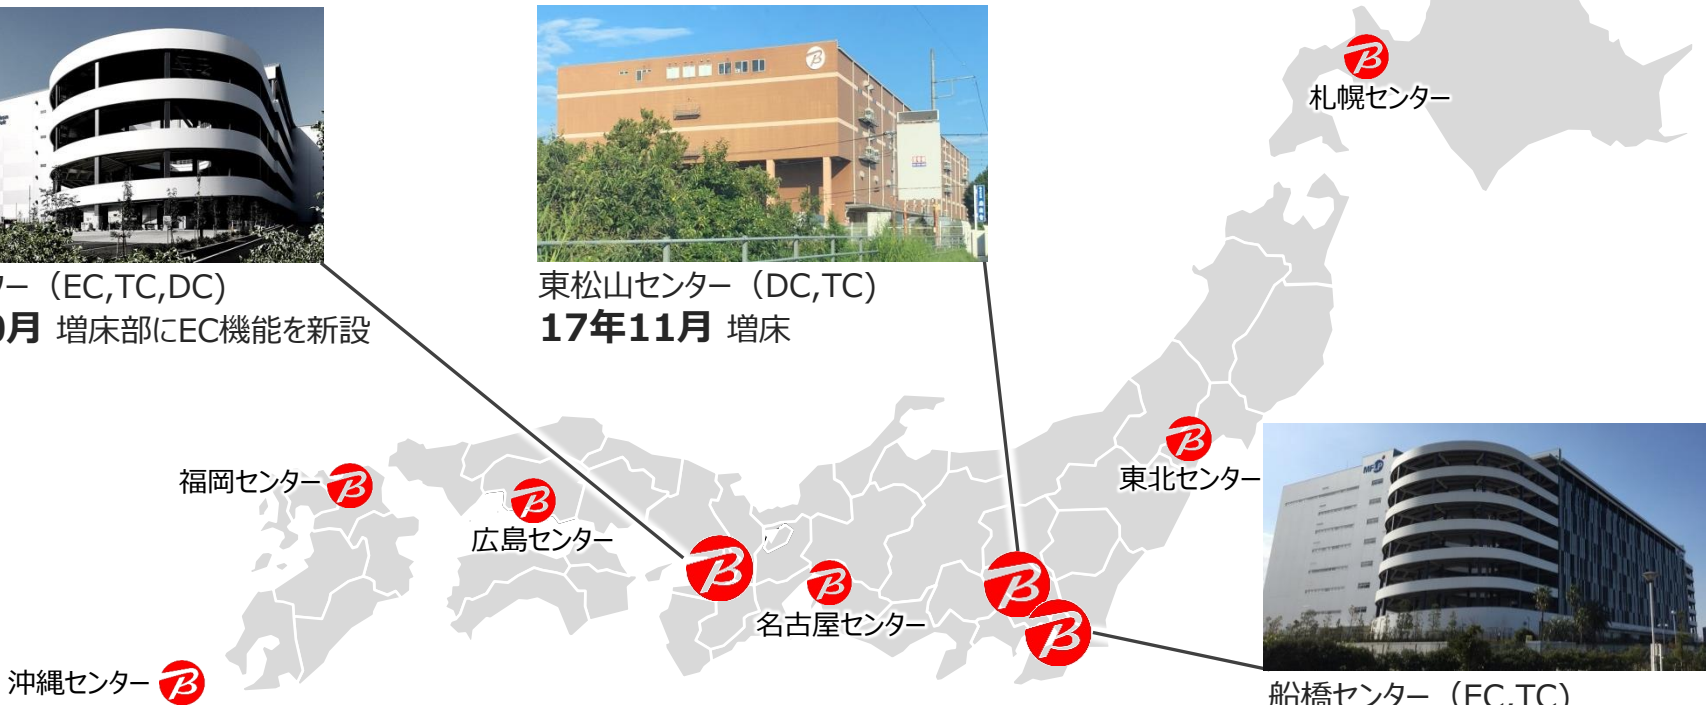 札幌センター
ー（EC,TC,DC)
月 増床部にEC機能を新設
東松山センター（DC,TC)
17年11月 増床
福岡センター
広島センター
東北センター
名古屋センター
沖縄センター
船橋センター（EC,TC)